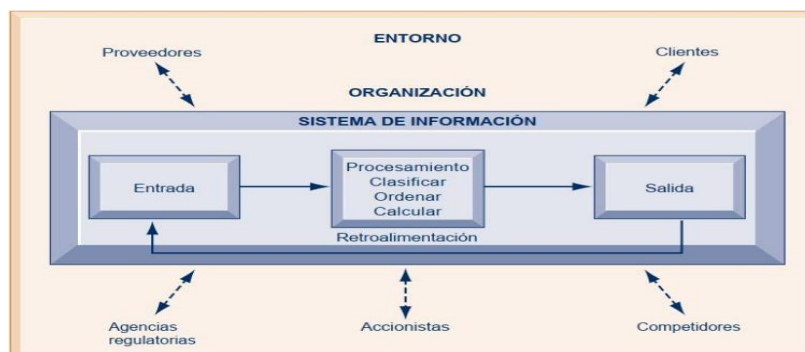 ENTORNO
Proveedores
Clientes
ORGANIZACIÓN
SISTEMA DE INFORMACIÓN
Entrada
Procesamiento
Clasificar
Ordenar
Calcular
Salida
Retroalimentación
Agencias
regulatorias
Accionistas
Competidores